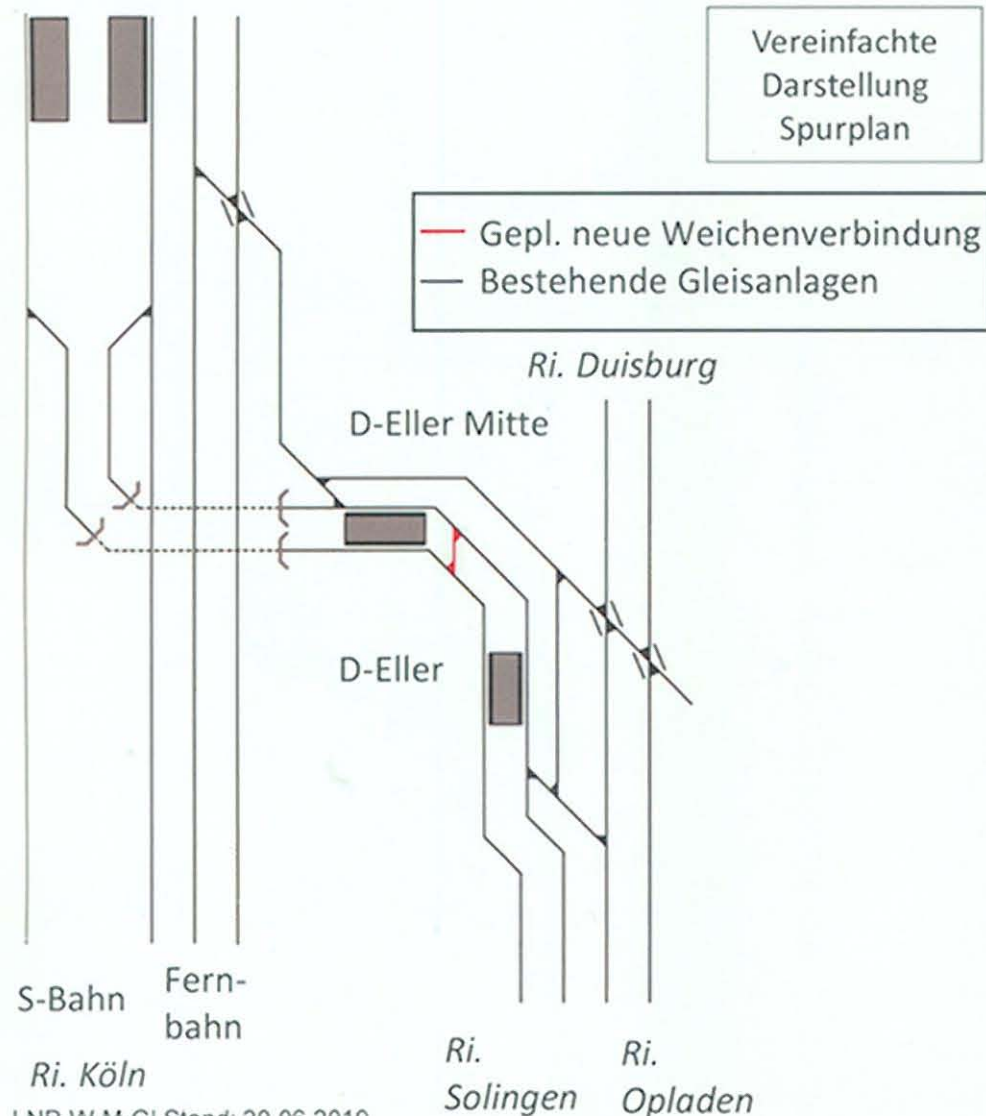 Vereinfachte
Darstellung
Spurplan
Gepl. neue Weichenverbindung
Bestehende Gleisanlagen
Ri. Duisburg
D-Eller Mitte
D-Eller
S-Bahn
Fern-
bahn
Ri. Köln
Ri.
Solingen
Ri.
Opladen